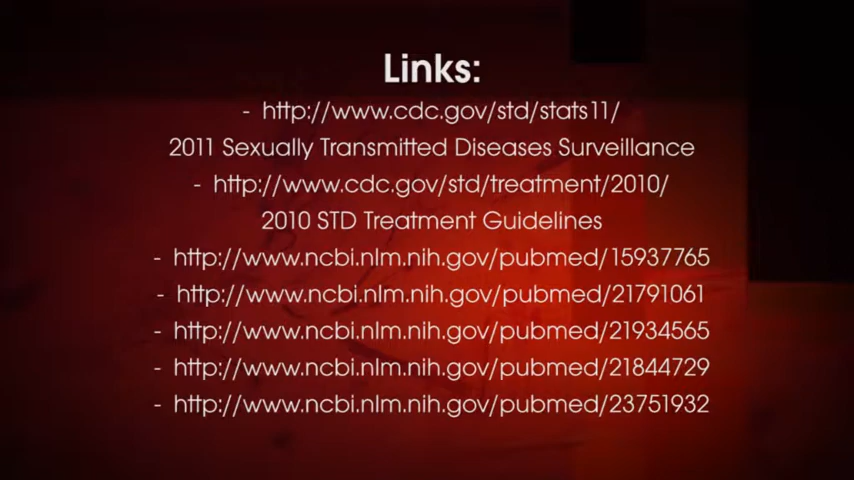 Links:
- http://www.cdc.gov/std/stats11/
2011 Sexually Transmitted Diseases Surveillance
- http://www.cdc.gov/std/treatment/2010/
2010 STD Treatment Guidelines
- http://www.ncbi.nlm.nih.gov/pubmed/15937765
- http://www.ncbi.nlm.nih.gov/pubmed/21791061
- http://www.ncbi.nlm.nih.gov/pubmed/21934565
- http://www.ncbi.nlm.nih.gov/pubmed/21844729
- http://www.ncbi.nlm.nih.gov/pubmed/23751932